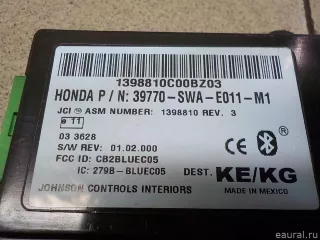 1398810C00BZ03
HONDA P / N: 39770-SWA-E011-M1
JCI ASM NUMBER: 1398810 REV. 3
e 11
03 3628
S/W REV: 01.02.000
FCC ID: CB2BLUEC05
IC: 279B-BLUEC05
CE
DEST. KE/KG
JOHNSON CONTROLS INTERIORS
MADE IN MEXICO
eaural.ru